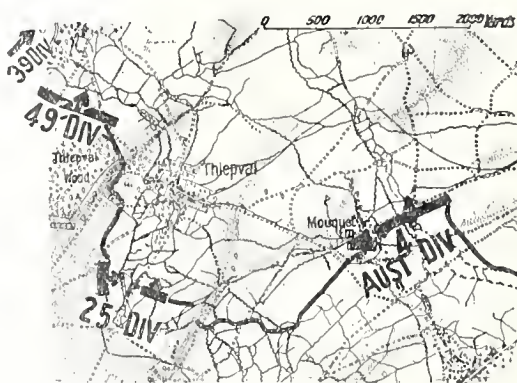 0 500 1000 1500 2000 Yards
39 DIV
49 DIV
Thiepval
Wood
Thiepval
Mouquet
Fm
4
AUST DIV
25 DIV